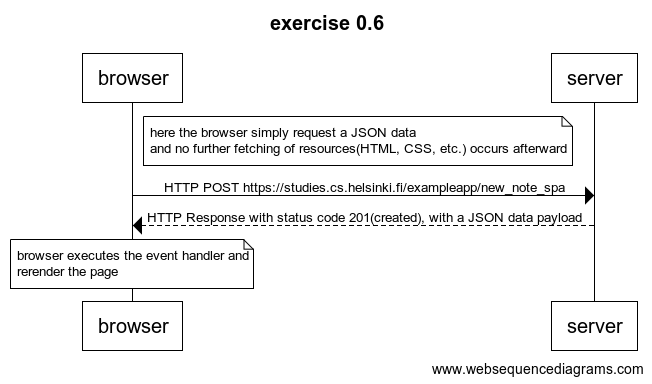 exercise 0.6
browser
server
here the browser simply request a JSON data
and no further fetching of resources(HTML, CSS, etc.) occurs afterward
HTTP POST https://studies.cs.helsinki.fi/exampleapp/new_note_spa
HTTP Response with status code 201(created), with a JSON data payload
browser executes the event handler and
rerender the page
browser
server
www.websequencediagrams.com